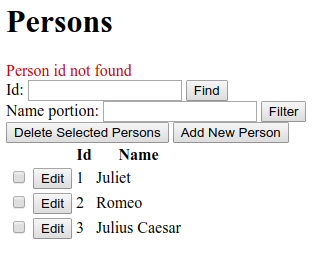 Persons
Person id not found
Id: Find
Name portion: Filter
Delete Selected Persons Add New Person
Id Name
Edit 1 Juliet
Edit 2 Romeo
Edit 3 Julius Caesar